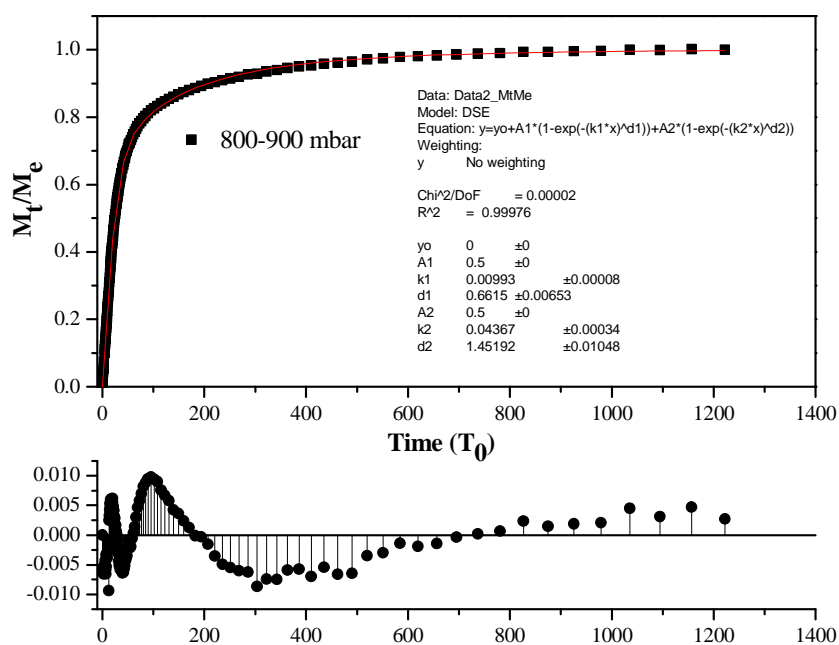 1.0
0.8
0.6
0.4
0.2
0.0
M_t/M_e
800-900 mbar
Data: Data2_MtMe
Model: DSE
Equation: y=yo+A1*(1-exp(-(k1*x)^d1))+A2*(1-exp(-(k2*x)^d2))
Weighting:
y No weighting
Chi^2/DoF = 0.00002
R^2 = 0.99976
yo 0 ±0
A1 0.5 ±0
k1 0.00993 ±0.00008
d1 0.6615 ±0.00653
A2 0.5 ±0
k2 0.04367 ±0.00034
d2 1.45192 ±0.01048
0 200 400 600 800 1000 1200 1400
Time (T_0)
0.010
0.005
0.000
-0.005
-0.010
0 200 400 600 800 1000 1200 1400